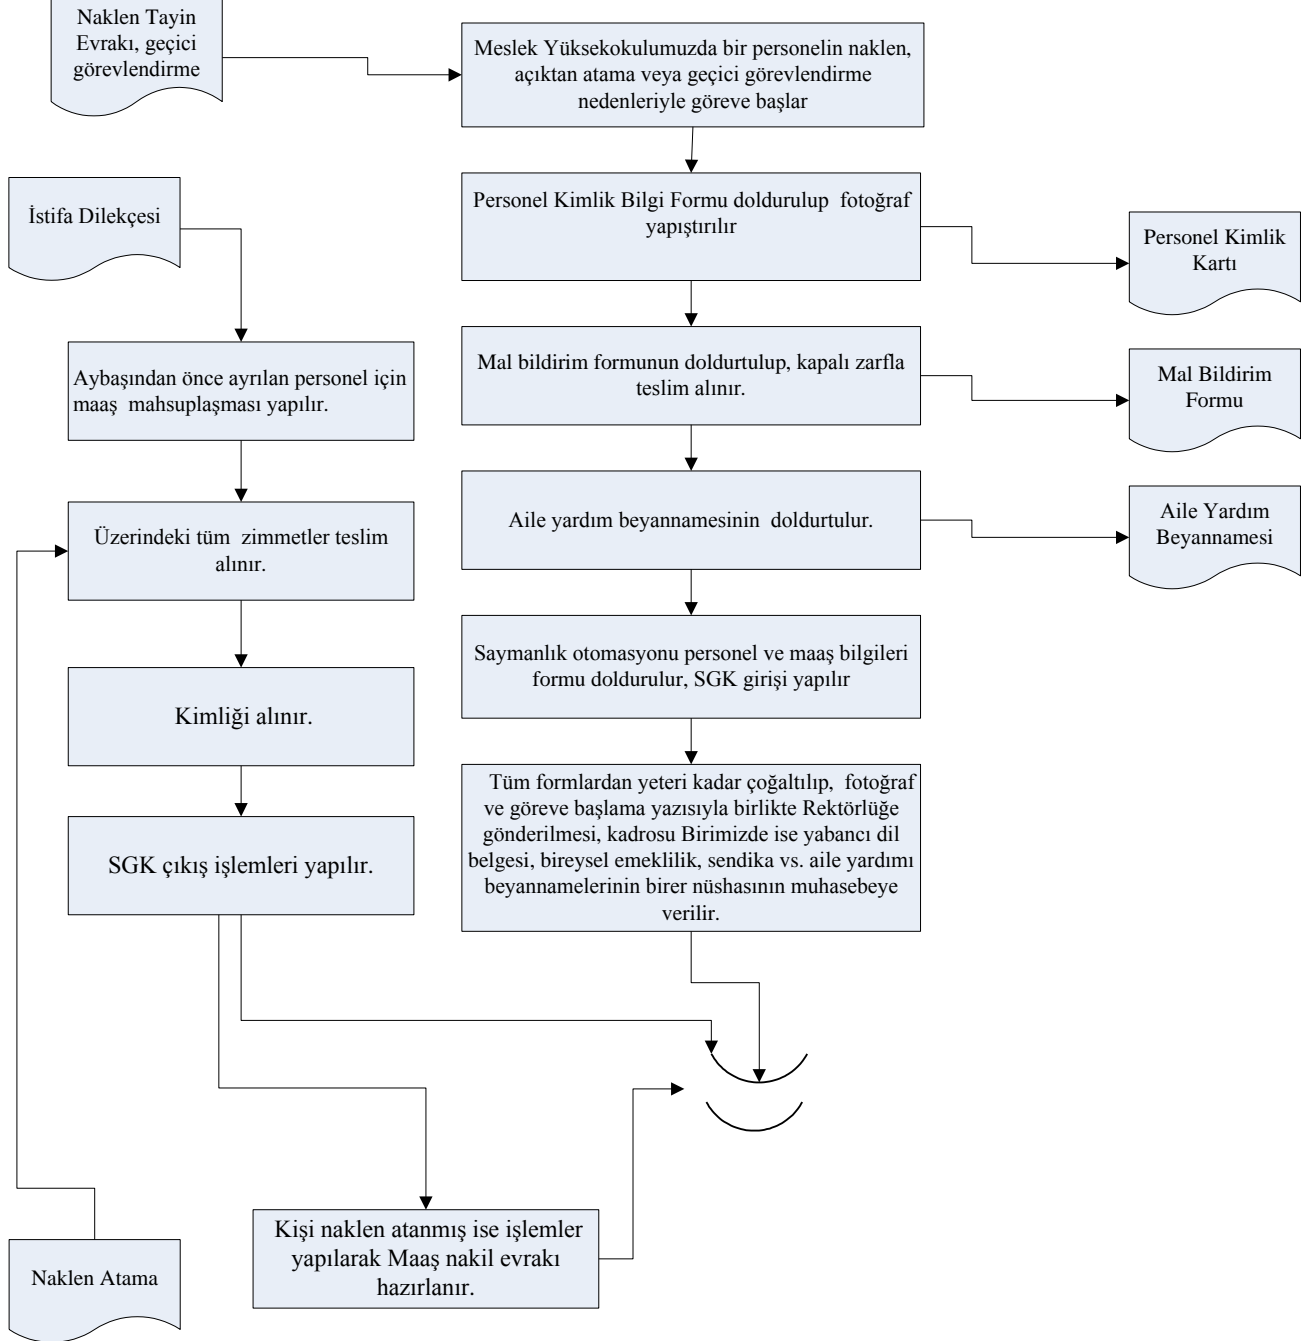 Naklen Tayin
Evrakı, geçici
görevlendirme
Meslek Yüksekokulumuzda bir personelin naklen,
açıktan atama veya geçici görevlendirme
nedenleriyle göreve başlar
İstifa Dilekçesi
Personel Kimlik Bilgi Formu doldurulup fotoğraf
yapıştırılır
Personel Kimlik
Kartı
Aybaşından önce ayrılan personel için
maaş mahsuplaşması yapılır.
Mal bildirim formunun doldurtulup, kapalı zarfla
teslim alınır.
Mal Bildirim
Formu
Üzerindeki tüm zimmetler teslim
alınır.
Aile yardım beyannamesinin doldurtulur.
Aile Yardım
Beyannamesi
Kimliği alınır.
Saymanlık otomasyonu personel ve maaş bilgileri
formu doldurulur, SGK girişi yapılır
SGK çıkış işlemleri yapılır.
Tüm formlardan yeteri kadar çoğaltılıp, fotoğraf
ve göreve başlama yazısıyla birlikte Rektörlüğe
gönderilmesi, kadrosu Birimizde ise yabancı dil
belgesi, bireysel emeklilik, sendika vs. aile yardımı
beyannamelerinin birer nüshasının muhasebeye
verilir.
Naklen Atama
Kişi naklen atanmış ise işlemler
yapılarak Maaş nakil evrakı
hazırlanır.